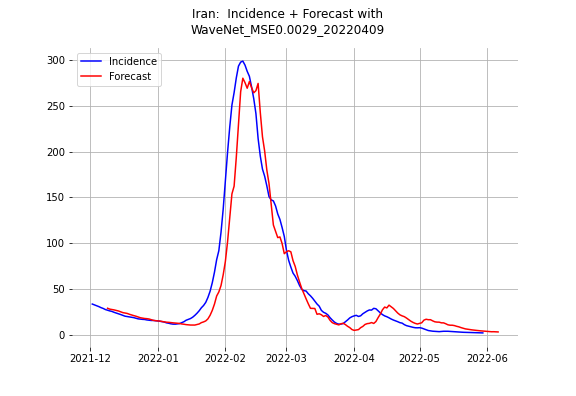 Iran:  Incidence + Forecast with
WaveNet_MSE0.0029_20220409
Incidence
Forecast
300
250
200
150
100
50
0
2021-12 2022-01 2022-02 2022-03 2022-04 2022-05 2022-06